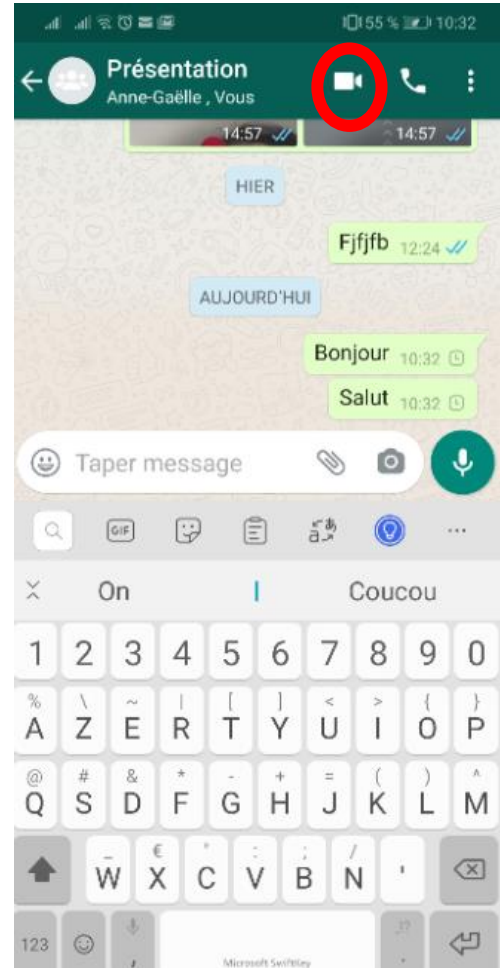 55 % 10:32
Présentation
Anne-Gaëlle , Vous
14:57 14:57
HIER
Fjfjfb 12:24
AUJOURD'HUI
Bonjour 10:32
Salut 10:32
Taper message
GIF
あ
a
On Coucou
1 2 3 4 5 6 7 8 9 0
% \ ~ | [ ] < > { }
A Z E R T Y U I O P
@ # & * - + = ( ) ^
Q S D F G H J K L M
_ € " : ; /
W X C V B N '
123 , Microsoft SwiftKey .